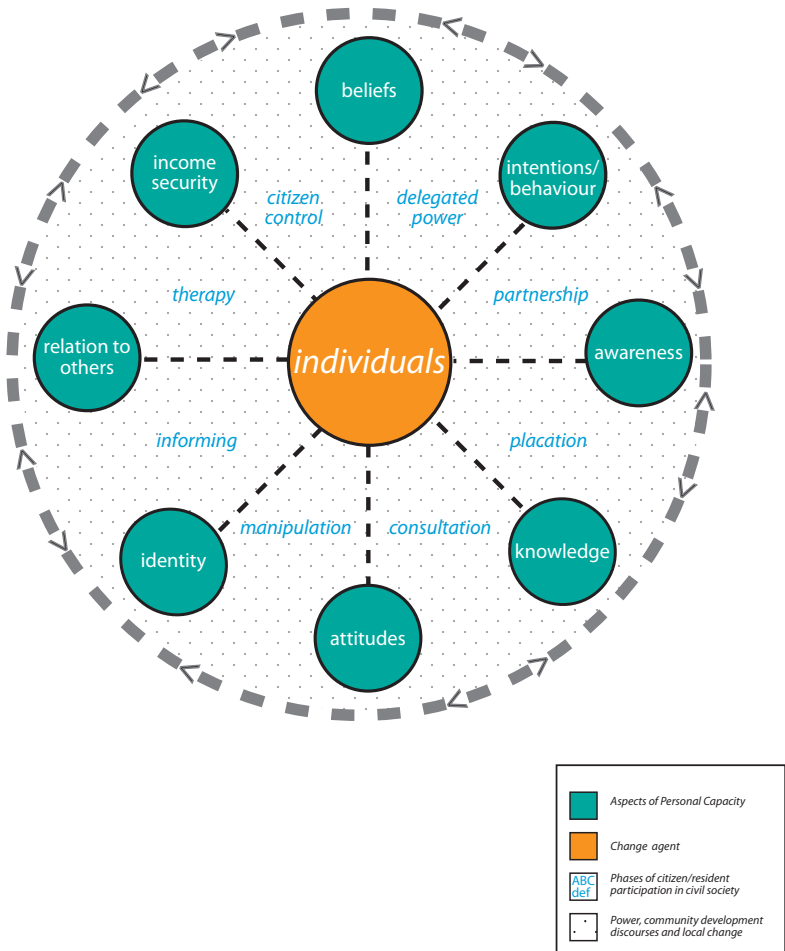 beliefs
income
security
intentions/
behaviour
citizen
control
delegated
power
therapy
partnership
relation to
others
individuals
awareness
informing
placation
manipulation
consultation
identity
knowledge
attitudes
Aspects of Personal Capacity
Change agent
ABC
def
Phases of citizen/resident
participation in civil society
Power, community development
discourses and local change